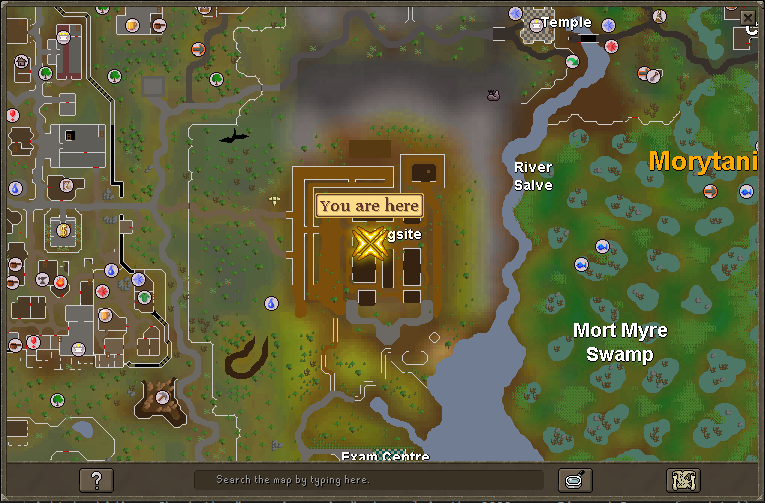 Temple
Morytani
River
Salve
You are here
gsite
Mort Myre
Swamp
Exam Centre
?
Search the map by typing here.